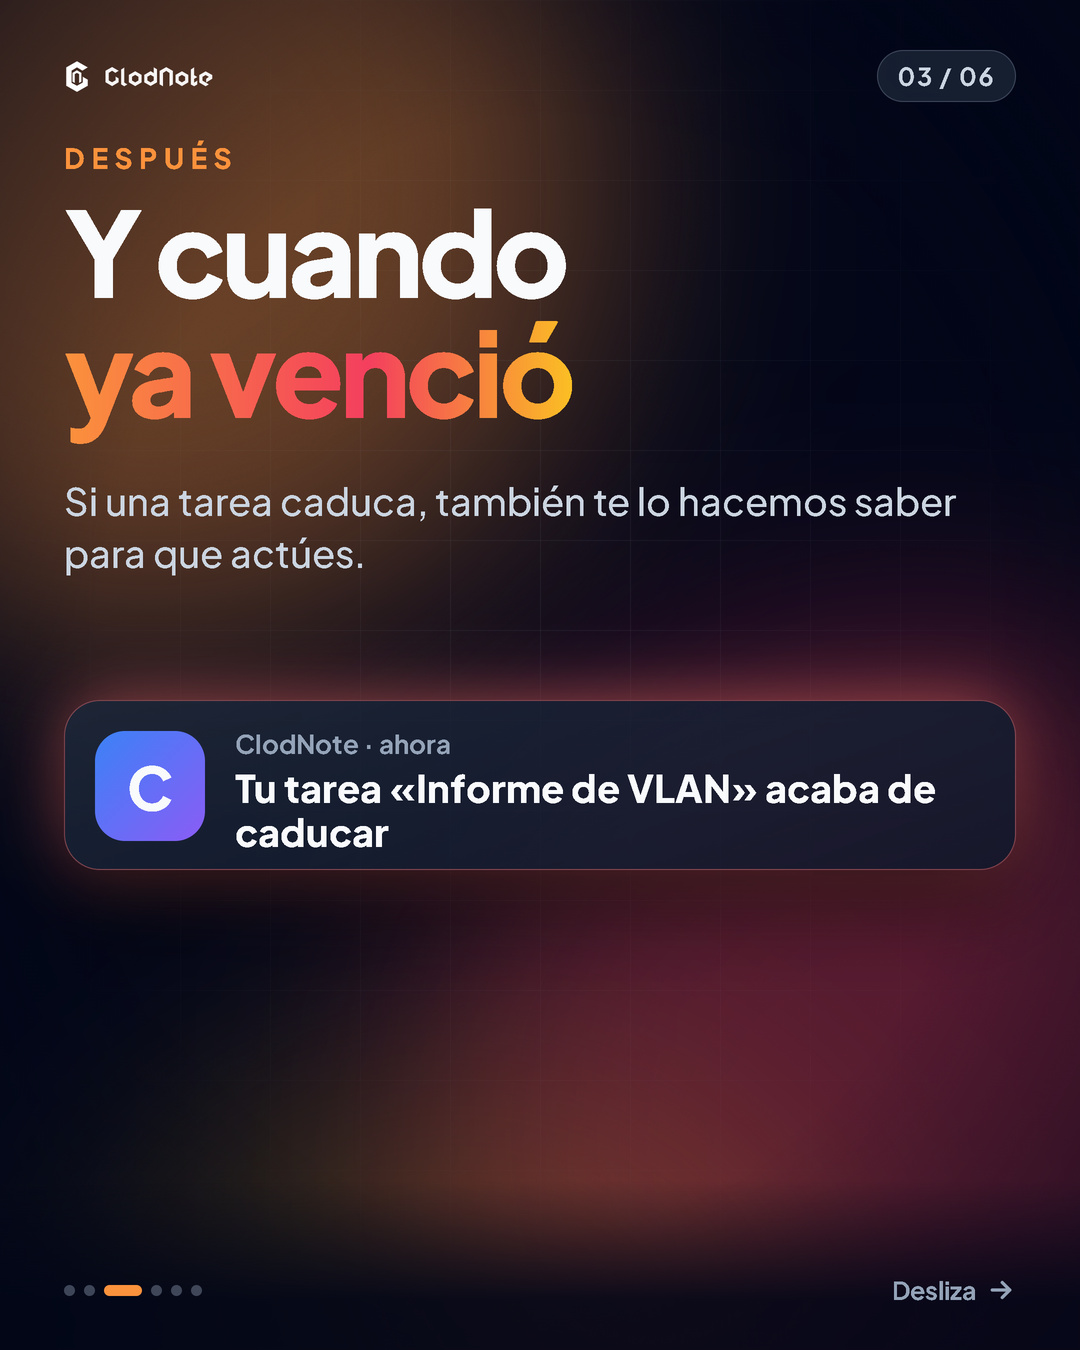 ClodNote
03 / 06
DESPUÉS
Y cuando
ya venció
Si una tarea caduca, también te lo hacemos saber
para que actúes.
C
ClodNote · ahora
Tu tarea «Informe de VLAN» acaba de
caducar
Desliza →